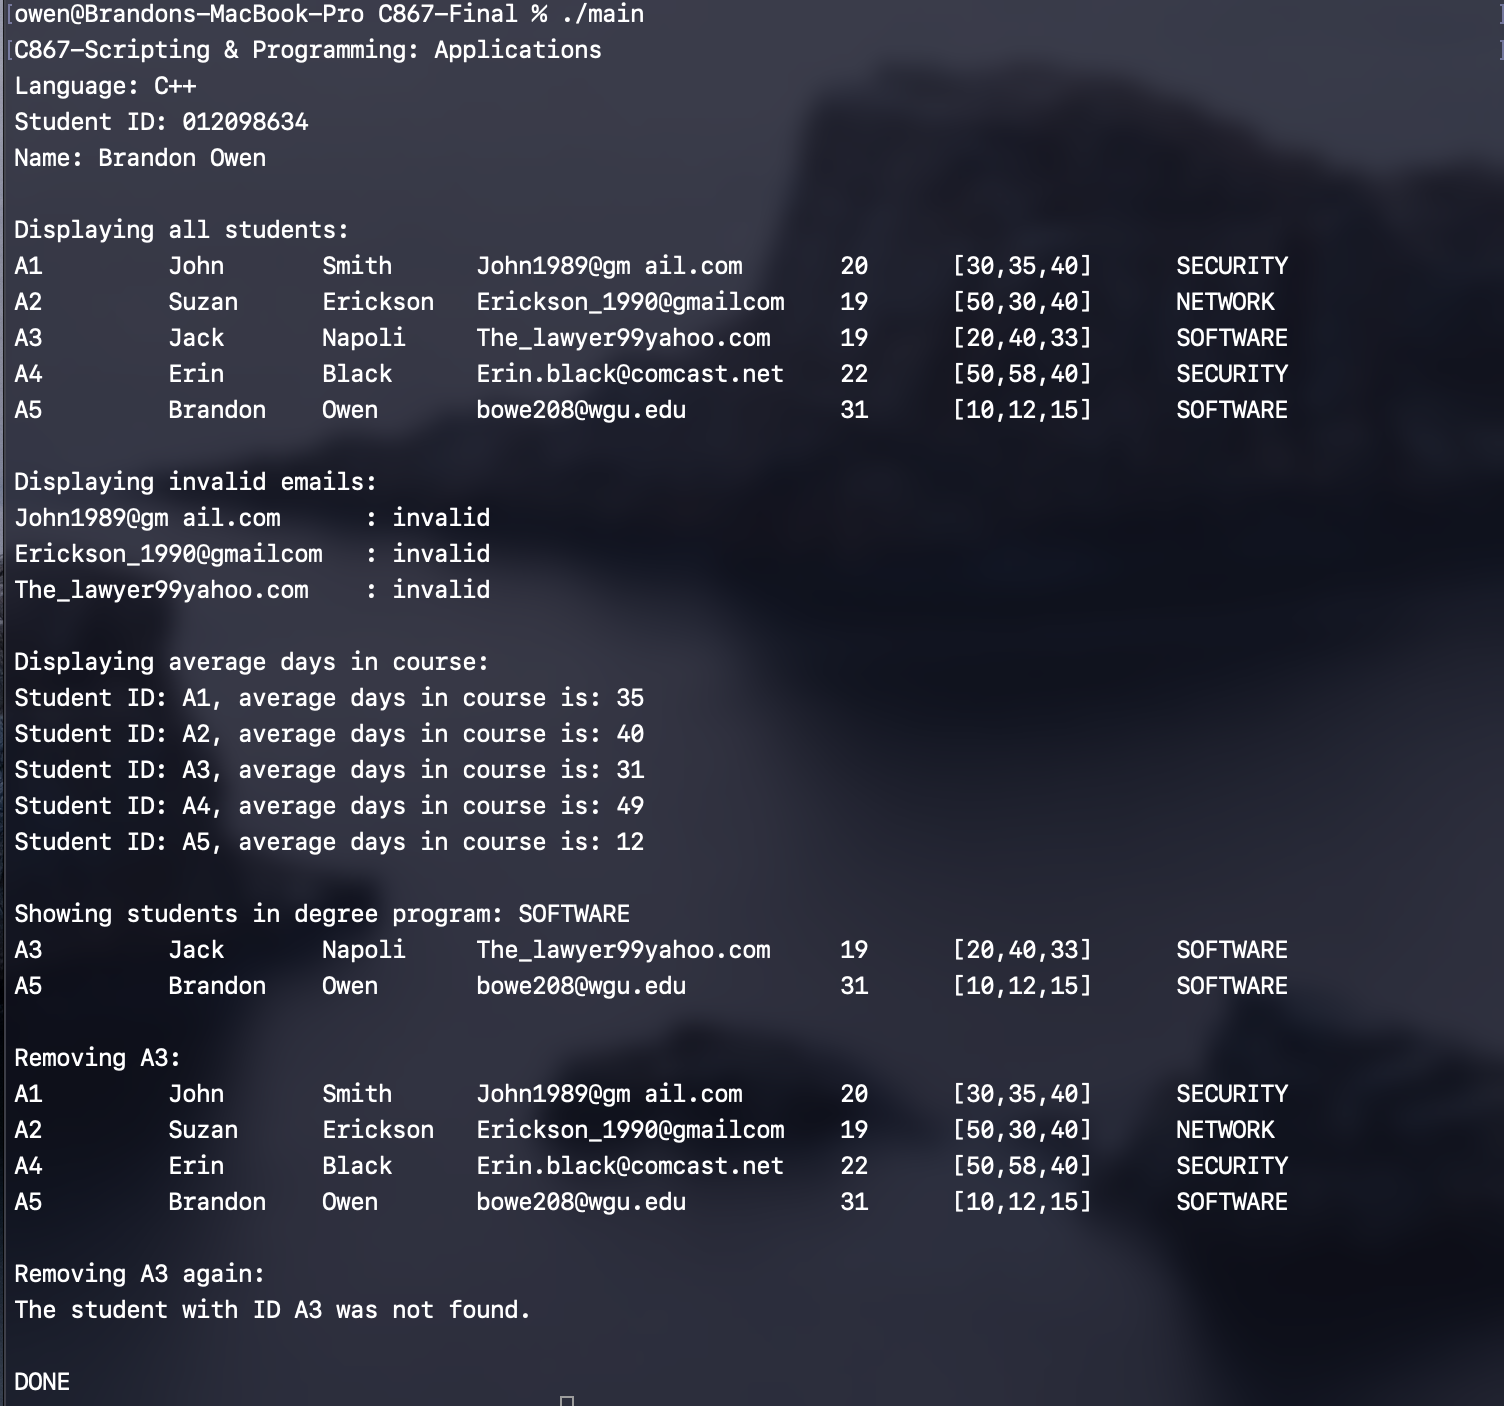 owen@Brandons-MacBook-Pro C867-Final % ./main
C867-Scripting & Programming: Applications
Language: C++
Student ID: 012098634
Name: Brandon Owen
Displaying all students:
A1 John Smith John1989@gm ail.com 20 [30,35,40] SECURITY
A2 Suzan Erickson Erickson_1990@gmailcom 19 [50,30,40] NETWORK
A3 Jack Napoli The_lawyer99yahoo.com 19 [20,40,33] SOFTWARE
A4 Erin Black Erin.black@comcast.net 22 [50,58,40] SECURITY
A5 Brandon Owen bowe208@wgu.edu 31 [10,12,15] SOFTWARE
Displaying invalid emails:
John1989@gm ail.com : invalid
Erickson_1990@gmailcom : invalid
The_lawyer99yahoo.com : invalid
Displaying average days in course:
Student ID: A1, average days in course is: 35
Student ID: A2, average days in course is: 40
Student ID: A3, average days in course is: 31
Student ID: A4, average days in course is: 49
Student ID: A5, average days in course is: 12
Showing students in degree program: SOFTWARE
A3 Jack Napoli The_lawyer99yahoo.com 19 [20,40,33] SOFTWARE
A5 Brandon Owen bowe208@wgu.edu 31 [10,12,15] SOFTWARE
Removing A3:
A1 John Smith John1989@gm ail.com 20 [30,35,40] SECURITY
A2 Suzan Erickson Erickson_1990@gmailcom 19 [50,30,40] NETWORK
A4 Erin Black Erin.black@comcast.net 22 [50,58,40] SECURITY
A5 Brandon Owen bowe208@wgu.edu 31 [10,12,15] SOFTWARE
Removing A3 again:
The student with ID A3 was not found.
DONE